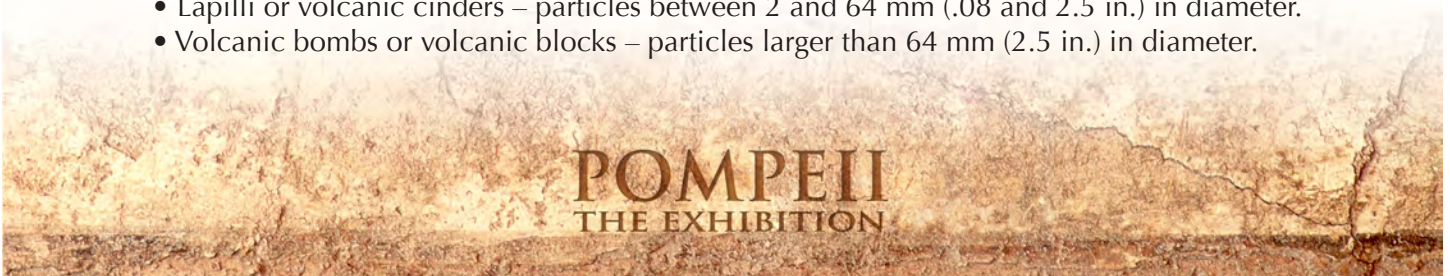 • Lapilli or volcanic cinders – particles between 2 and 64 mm (.08 and 2.5 in.) in diameter.
• Volcanic bombs or volcanic blocks – particles larger than 64 mm (2.5 in.) in diameter.
POMPEII
THE EXHIBITION